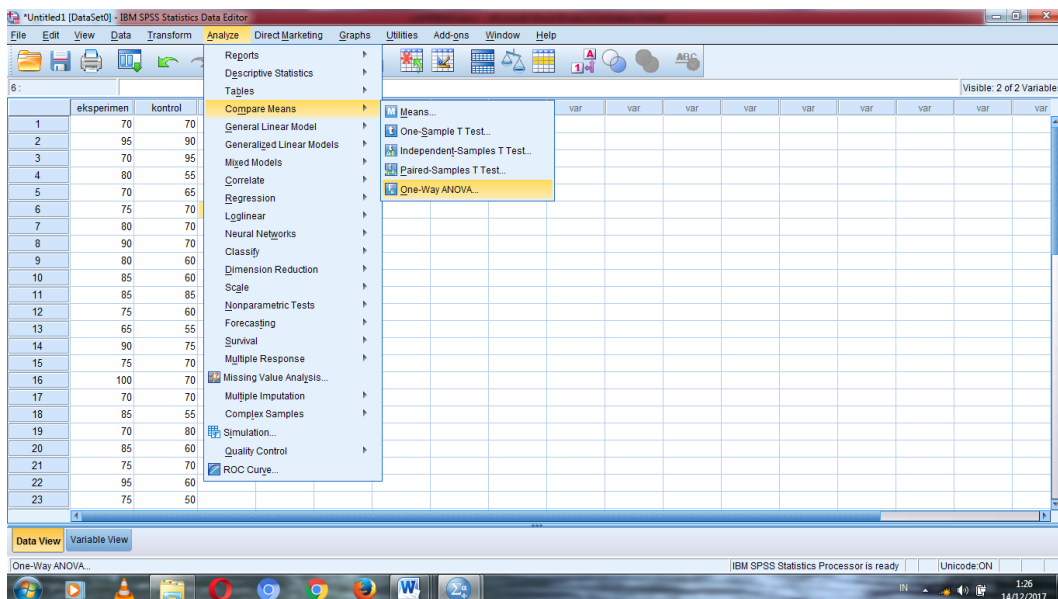 *Untitled1 [DataSet0] - IBM SPSS Statistics Data Editor
File Edit View Data Transform Analyze Direct Marketing Graphs Utilities Add-ons Window Help
6 :
Visible: 2 of 2 Variable
eksperimen kontrol var var var var var var var var var
1 70 70
2 95 90
3 70 95
4 80 55
5 70 65
6 75 70
7 80 70
8 90 70
9 80 60
10 85 60
11 85 85
12 75 60
13 65 55
14 90 75
15 75 70
16 100 70
17 70 70
18 85 55
19 70 80
20 85 60
21 75 70
22 95 60
23 75 50
Reports
Descriptive Statistics
Tables
Compare Means
General Linear Model
Generalized Linear Models
Mixed Models
Correlate
Regression
Loglinear
Neural Networks
Classify
Dimension Reduction
Scale
Nonparametric Tests
Forecasting
Survival
Multiple Response
Missing Value Analysis...
Multiple Imputation
Complex Samples
Simulation...
Quality Control
ROC Curve...
Means...
One-Sample T Test...
Independent-Samples T Test...
Paired-Samples T Test...
One-Way ANOVA...
Data View Variable View
One-Way ANOVA...
IBM SPSS Statistics Processor is ready
Unicode:ON
IN
1:26
14/12/2017